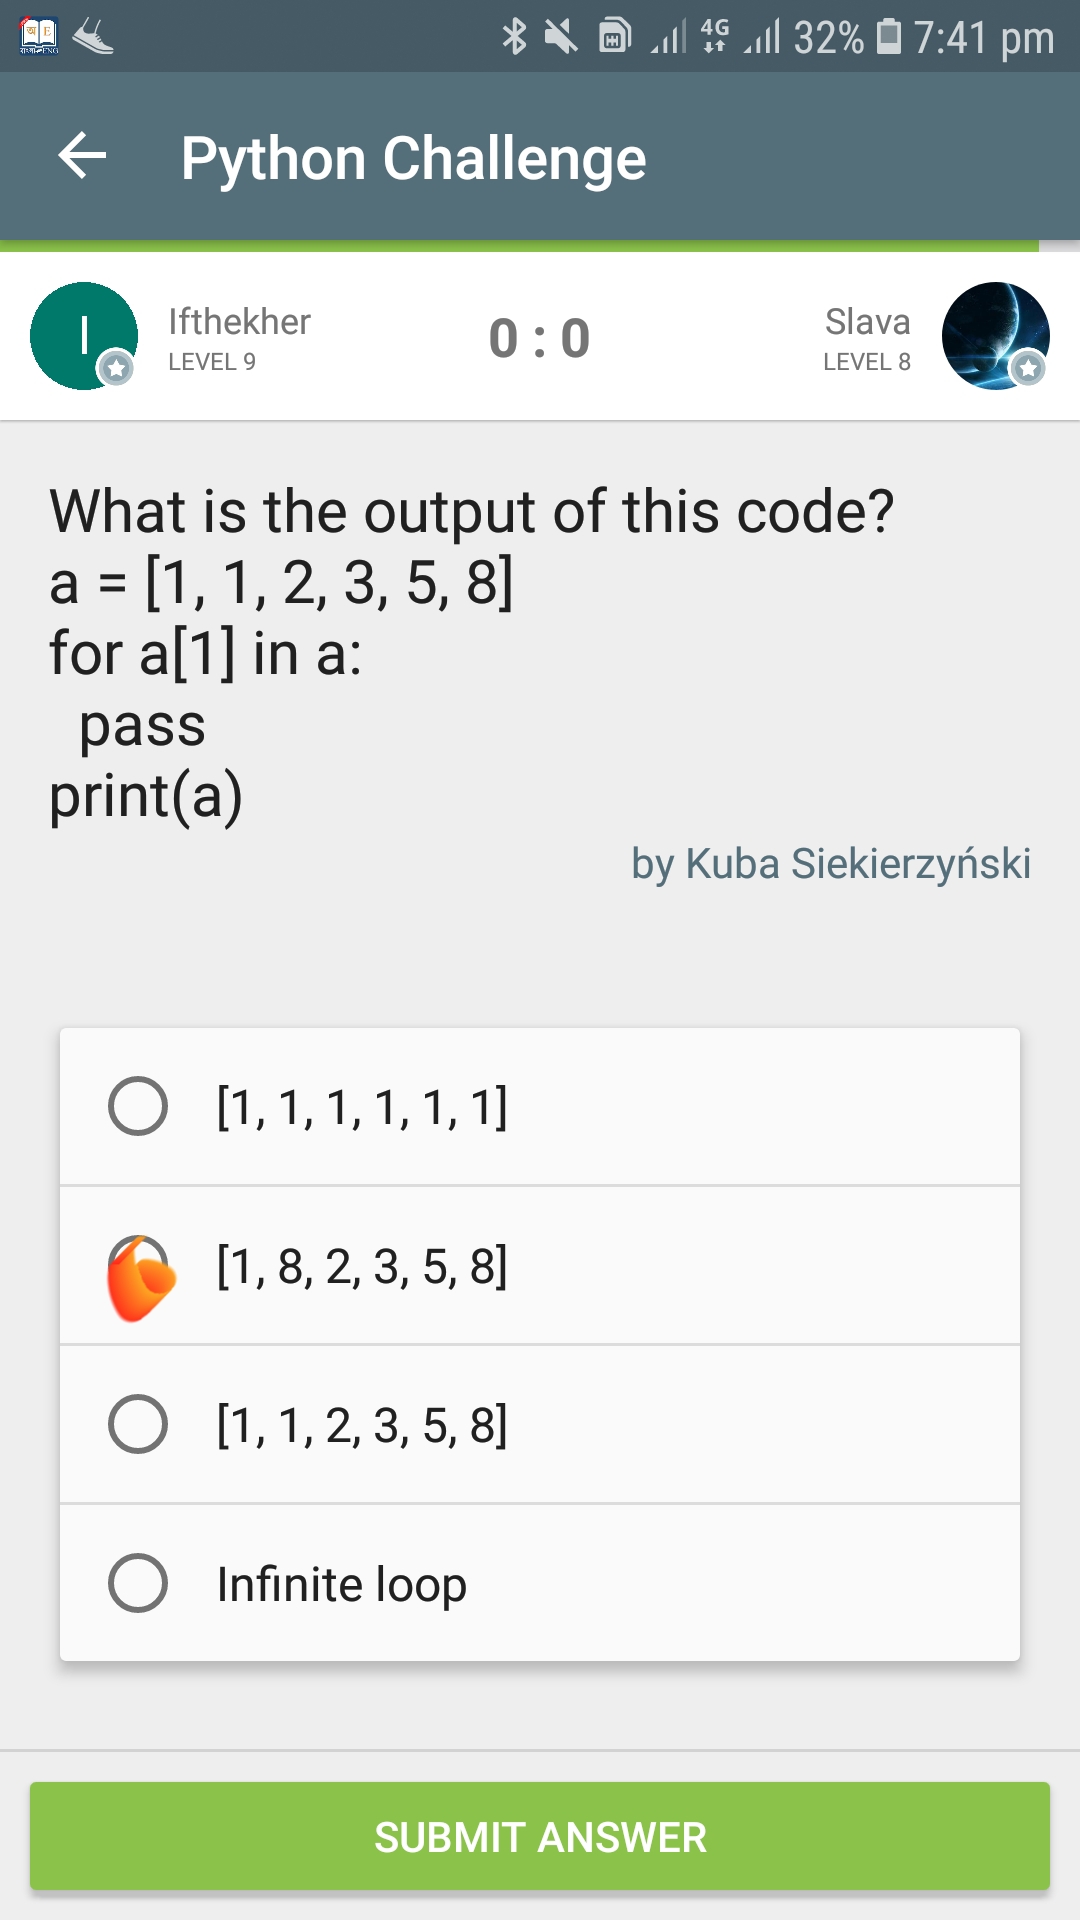 4G 32% 7:41 pm
Python Challenge
I Ifthekher 0 : 0 Slava
LEVEL 9 LEVEL 8
What is the output of this code?
a = [1, 1, 2, 3, 5, 8]
for a[1] in a:
pass
print(a)
by Kuba Siekierzyński
[1, 1, 1, 1, 1, 1]
[1, 8, 2, 3, 5, 8]
[1, 1, 2, 3, 5, 8]
Infinite loop
SUBMIT ANSWER